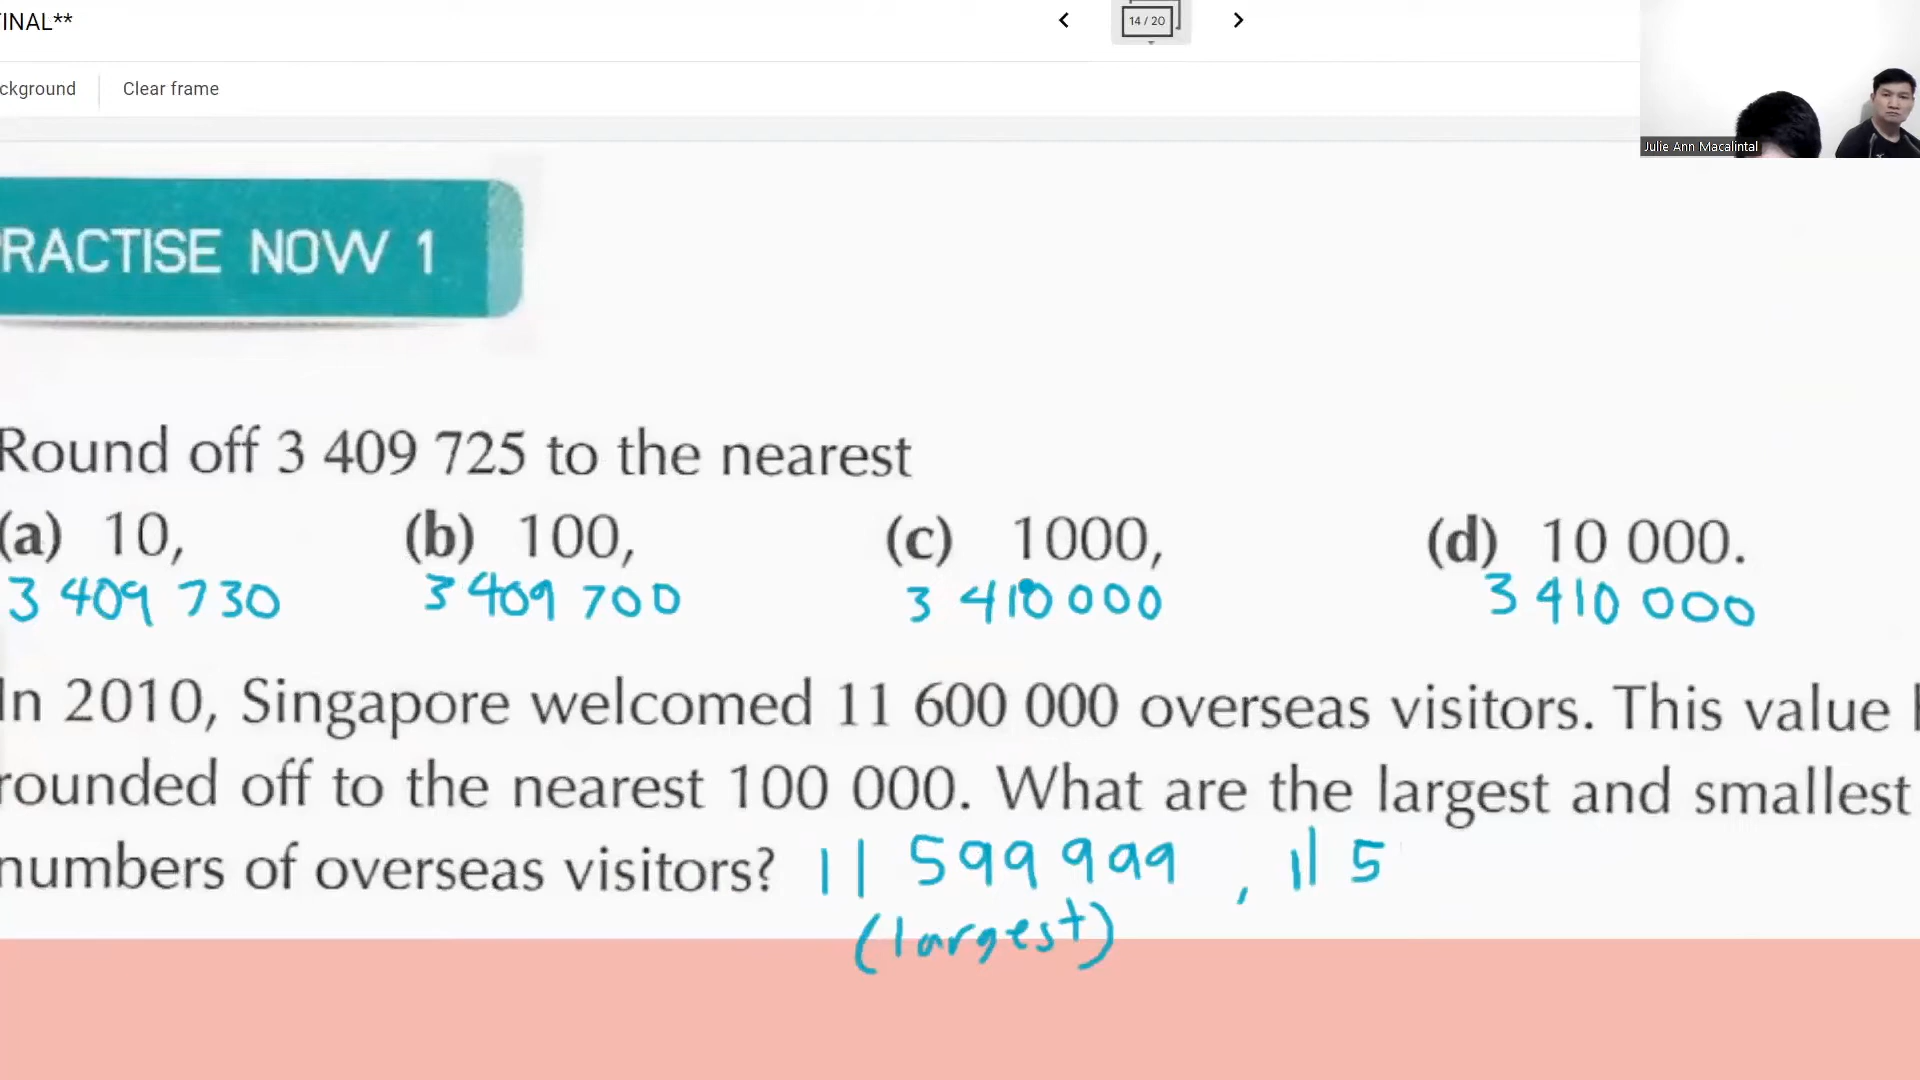 INAL**
14 / 20
ckground
Clear frame
Julie Ann Macalintal
RACTISE NOW 1
Round off 3 409 725 to the nearest
(a) 10, (b) 100, (c) 1000, (d) 10 000.
3 409 730 3 409 700 3 410 000 3 410 000
In 2010, Singapore welcomed 11 600 000 overseas visitors. This value
rounded off to the nearest 100 000. What are the largest and smallest
numbers of overseas visitors? 11 599 999 , 11 5
(largest)